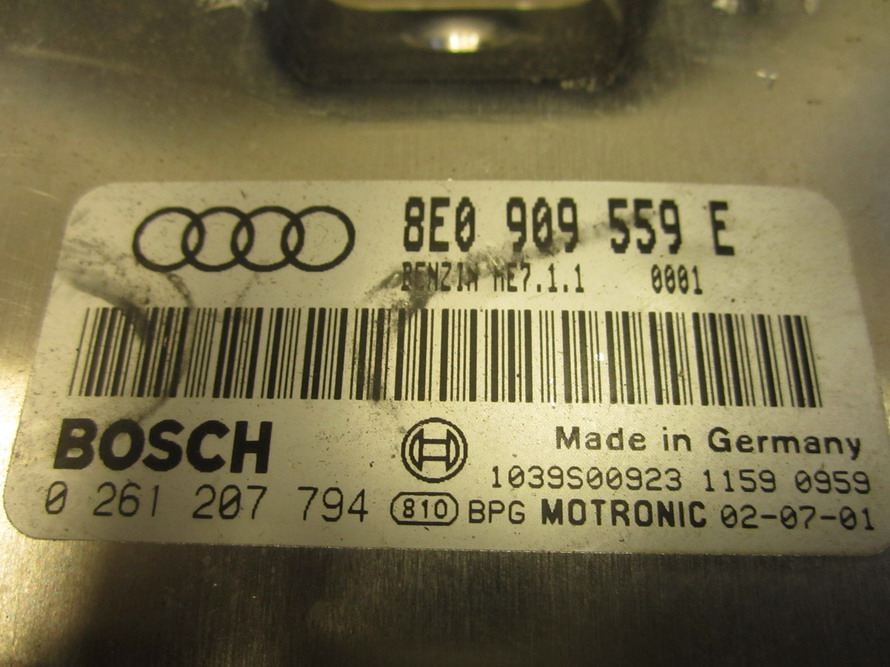 8E0 909 559 E
BENZIN ME7.1.1 0001
BOSCH
Made in Germany
1039S00923 1159 0959
0 261 207 794 810 BPG MOTRONIC 02-07-01